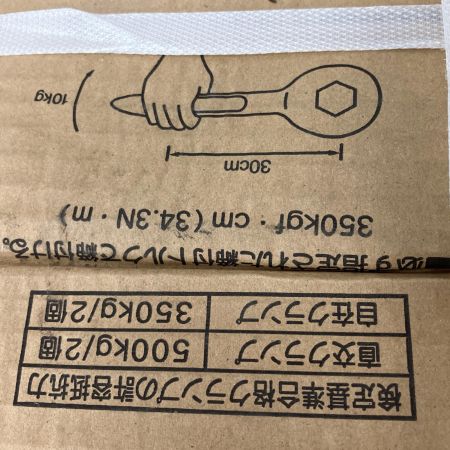 検定基準合格クランプの許容抵抗力
直交クランプ 500kg/2個
自在クランプ 350kg/2個
■必ず指定された締付トルクで締付ける。
350kgf・cm (34.3N・m)
30cm
10kg